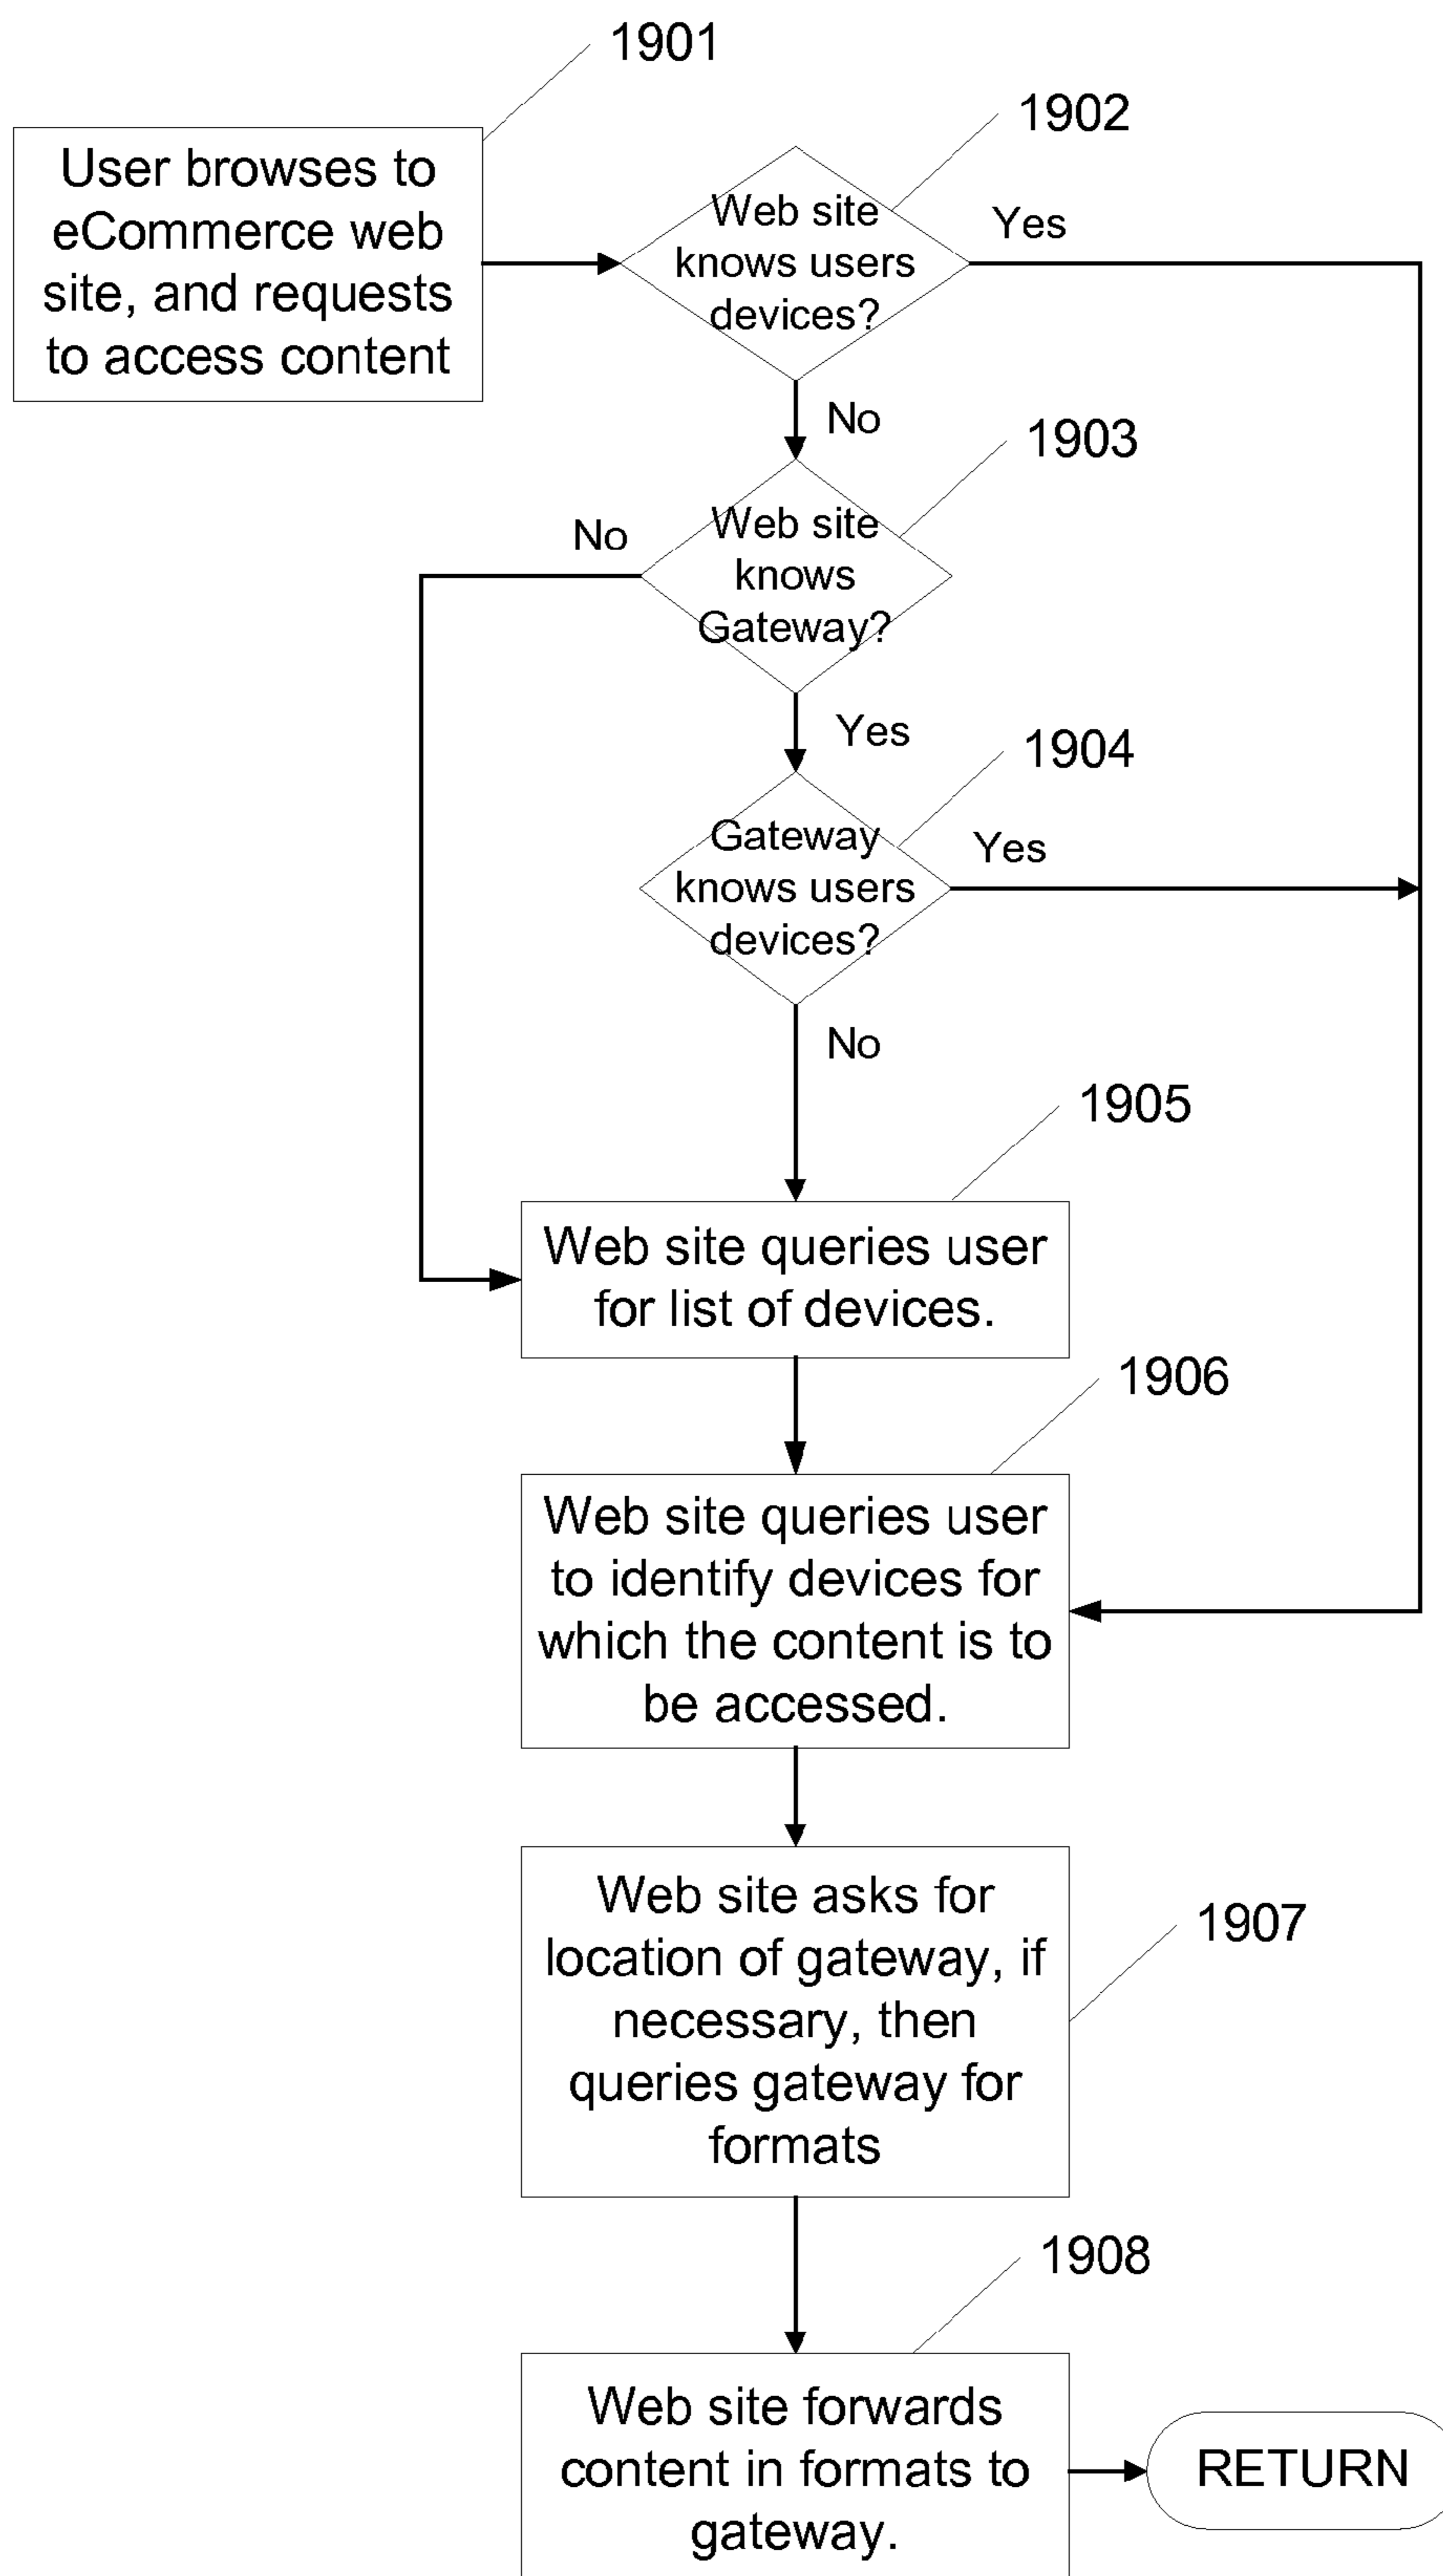 1901
User browses to
eCommerce web
site, and requests
to access content
1902
Web site
knows users
devices?
Yes
No
1903
Web site
knows
Gateway?
No
Yes
1904
Gateway
knows users
devices?
Yes
No
1905
Web site queries user
for list of devices.
1906
Web site queries user
to identify devices for
which the content is to
be accessed.
1907
Web site asks for
location of gateway, if
necessary, then
queries gateway for
formats
1908
Web site forwards
content in formats to
gateway.
RETURN